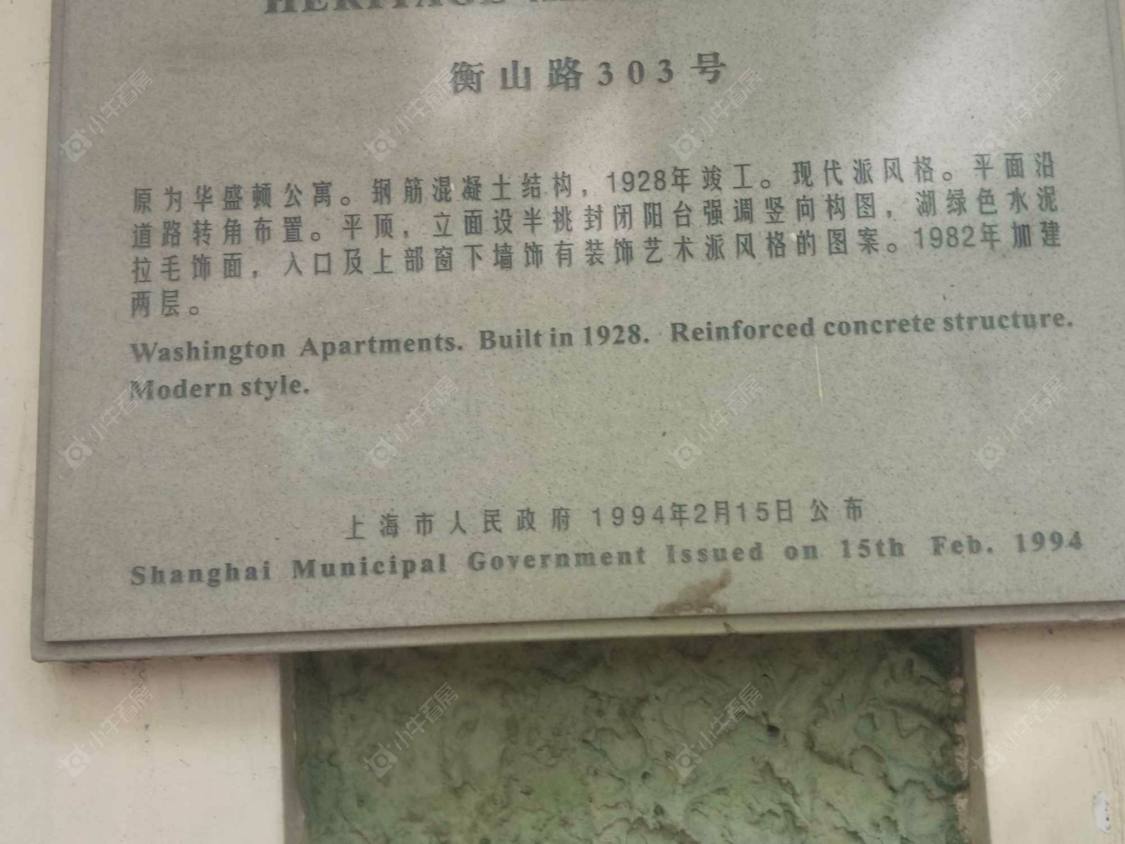 HERITAGE
衡山路303号
原为华盛顿公寓。钢筋混凝土结构，1928年竣工。现代派风格。平面沿
道路转角布置。平顶，立面设半挑封闭阳台强调竖向构图，湖绿色水泥
拉毛饰面，入口及上部窗下墙饰有装饰艺术派风格的图案。1982年加建
两层。
Washington Apartments. Built in 1928. Reinforced concrete structure.
Modern style.
上海市人民政府 1994年2月15日公布
Shanghai Municipal Government Issued on 15th Feb. 1994
小牛看房